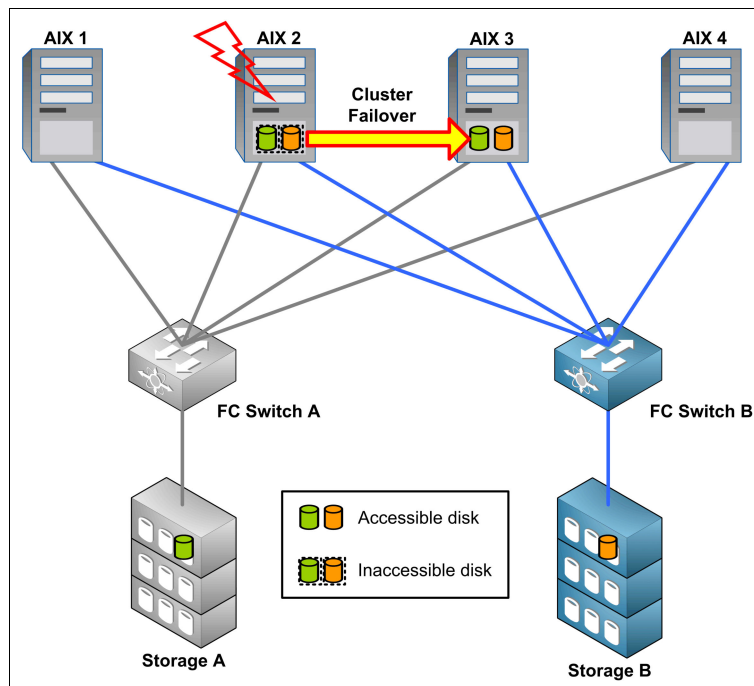 AIX 1
AIX 2
AIX 3
AIX 4
Cluster
Failover
FC Switch A
FC Switch B
Accessible disk
Inaccessible disk
Storage A
Storage B